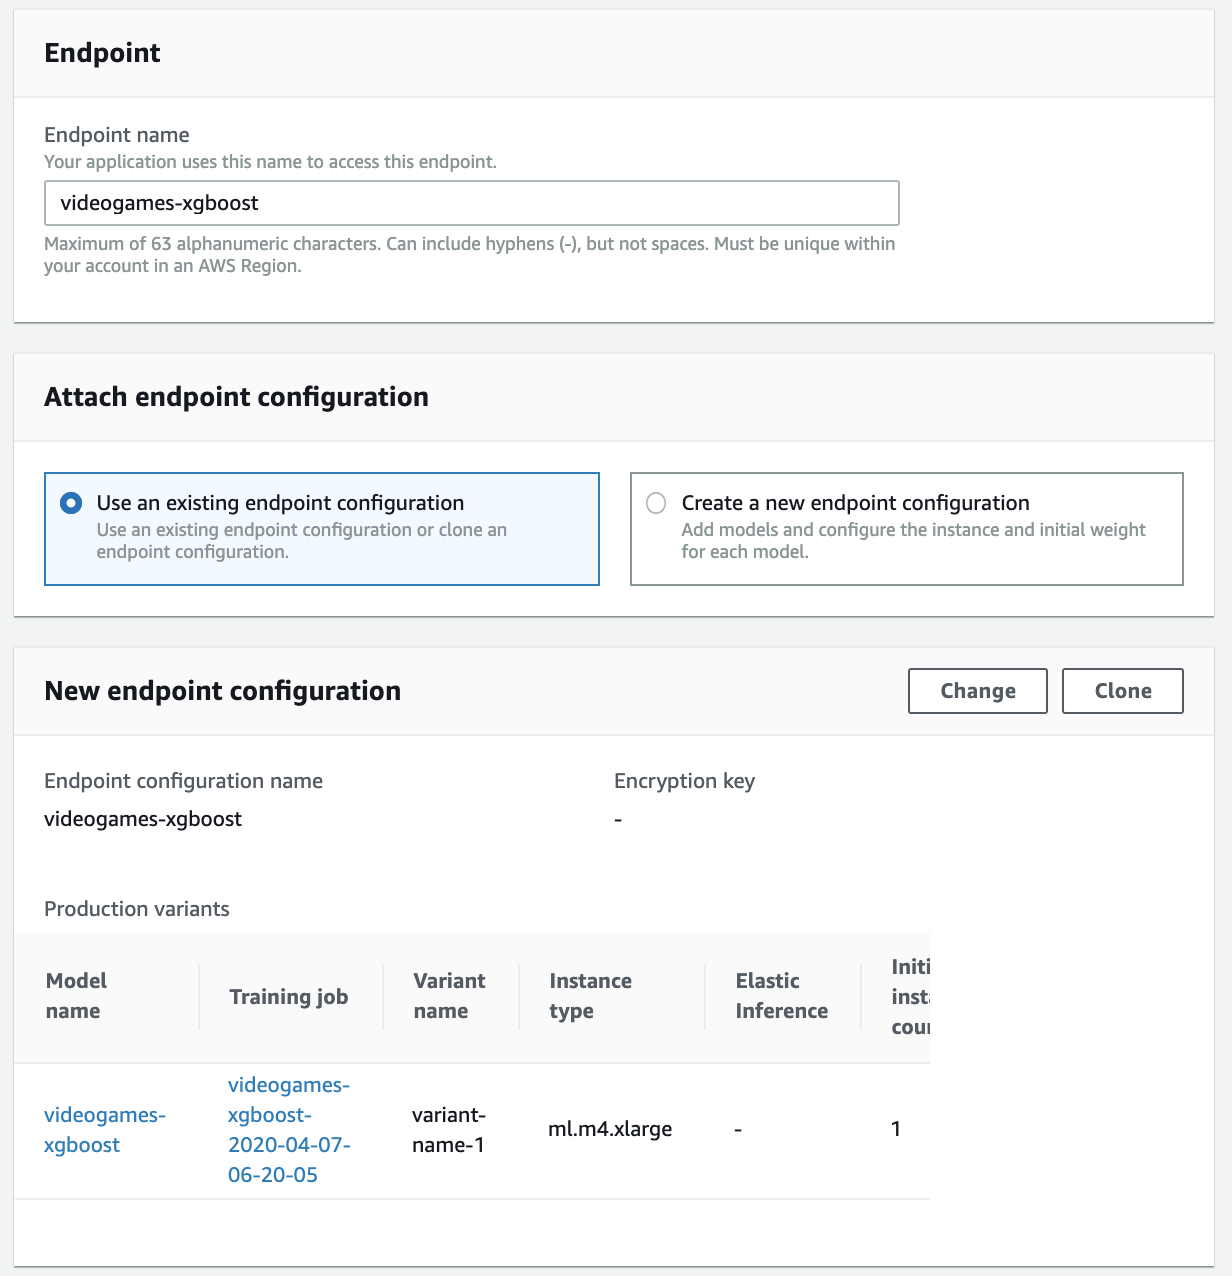 Endpoint
Endpoint name
Your application uses this name to access this endpoint.
videogames-xgboost
Maximum of 63 alphanumeric characters. Can include hyphens (-), but not spaces. Must be unique within
your account in an AWS Region.
Attach endpoint configuration
Use an existing endpoint configuration
Use an existing endpoint configuration or clone an
endpoint configuration.
Create a new endpoint configuration
Add models and configure the instance and initial weight
for each model.
New endpoint configuration
Change
Clone
Endpoint configuration name
videogames-xgboost
Encryption key
-
Production variants
Model
name
Training job
Variant
name
Instance
type
Elastic
Inference
Initi
inst
cou
videogames-
xgboost
videogames-
xgboost-
2020-04-07-
06-20-05
variant-
name-1
ml.m4.xlarge
-
1